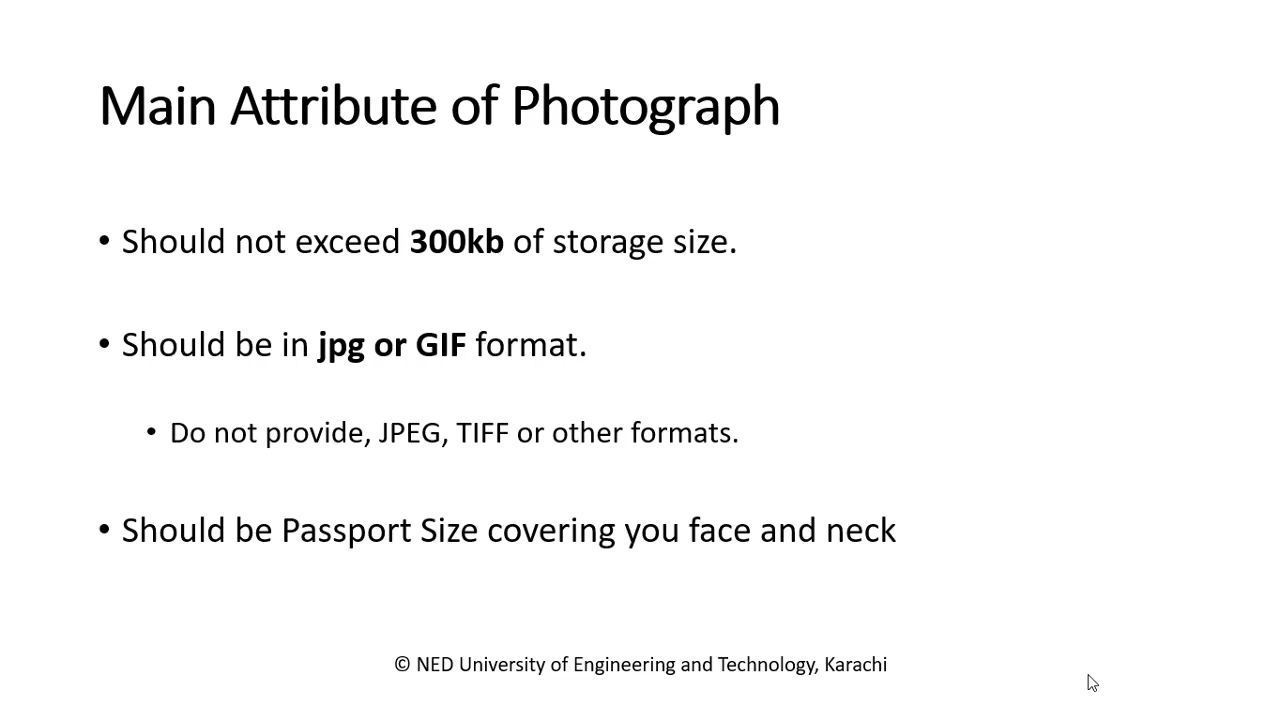 Main Attribute of Photograph
• Should not exceed 300kb of storage size.
• Should be in jpg or GIF format.
• Do not provide, JPEG, TIFF or other formats.
• Should be Passport Size covering you face and neck
© NED University of Engineering and Technology, Karachi